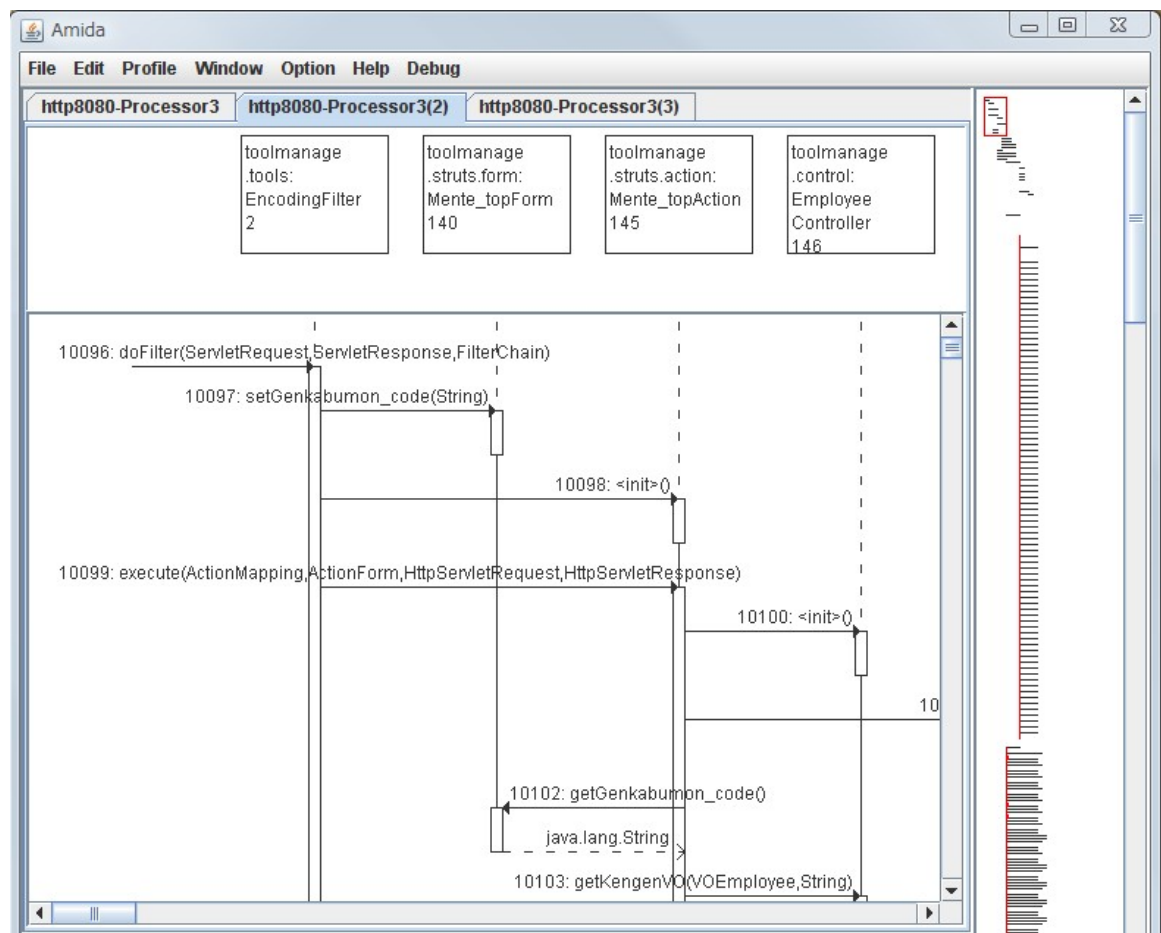 Amida
File Edit Profile Window Option Help Debug
http8080-Processor3 http8080-Processor3(2) http8080-Processor3(3)
toolmanage
.tools:
EncodingFilter
2
toolmanage
.struts.form:
Mente_topForm
140
toolmanage
.struts.action:
Mente_topAction
145
toolmanage
.control:
Employee
Controller
146
10096: doFilter(ServletRequest,ServletResponse,FilterChain)
10097: setGenkabumon_code(String)
10098: <init>()
10099: execute(ActionMapping,ActionForm,HttpServletRequest,HttpServletResponse)
10100: <init>()
10
10102: getGenkabumon_code()
java.lang.String
10103: getKengenVO(VOEmployee,String)